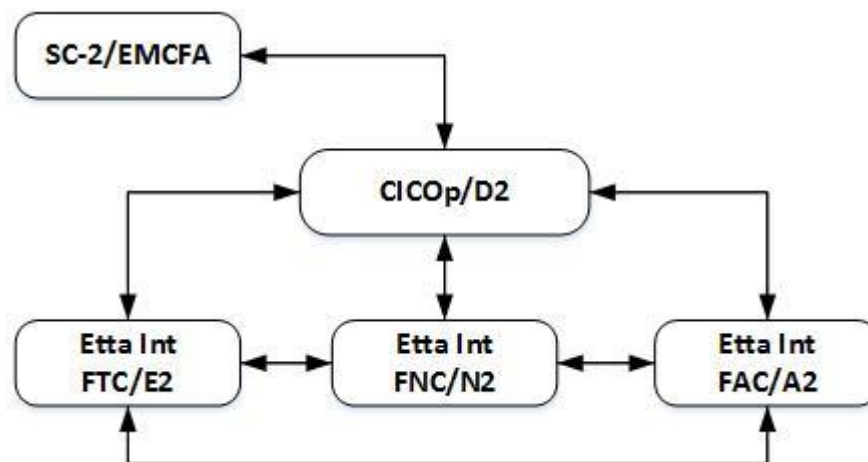 SC-2/EMCFA
CICOp/D2
Etta Int
FTC/E2
Etta Int
FNC/N2
Etta Int
FAC/A2